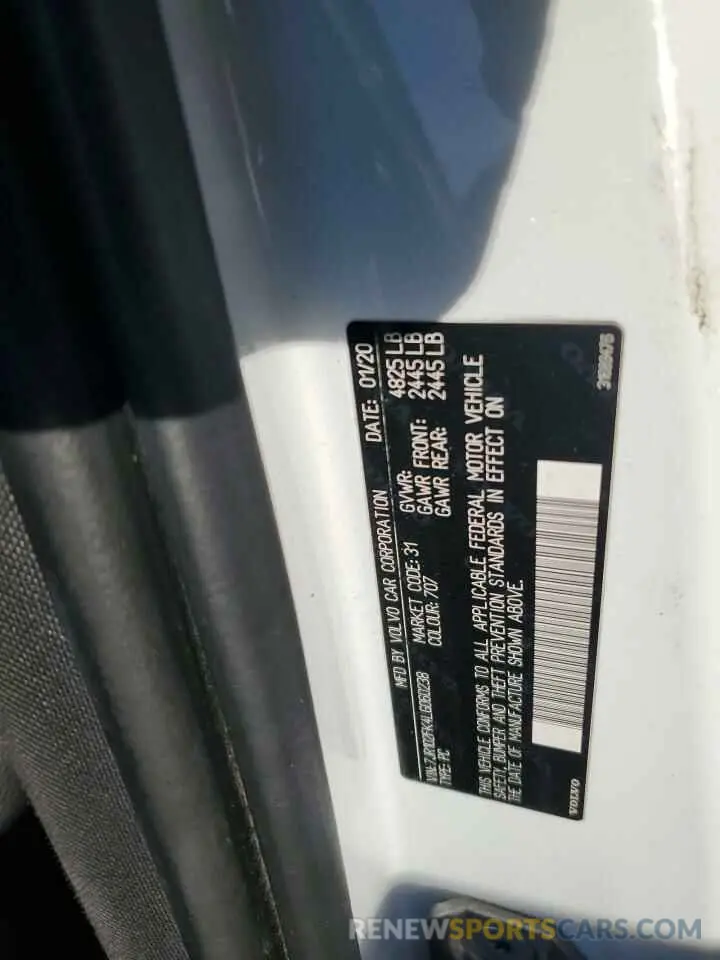 MFD BY VOLVO CAR CORPORATION DATE: 01/20
VIN: 7JR102FK4LG060238 MARKET CODE: 31 GVWR: 4825 LB
TYPE: PC COLOUR: 707 GAWR FRONT: 2445 LB
GAWR REAR: 2445 LB
THIS VEHICLE CONFORMS TO ALL APPLICABLE FEDERAL MOTOR VEHICLE
SAFETY, BUMPER AND THEFT PREVENTION STANDARDS IN EFFECT ON
THE DATE OF MANUFACTURE SHOWN ABOVE.
VOLVO
RENEWSPORTSCARS.COM